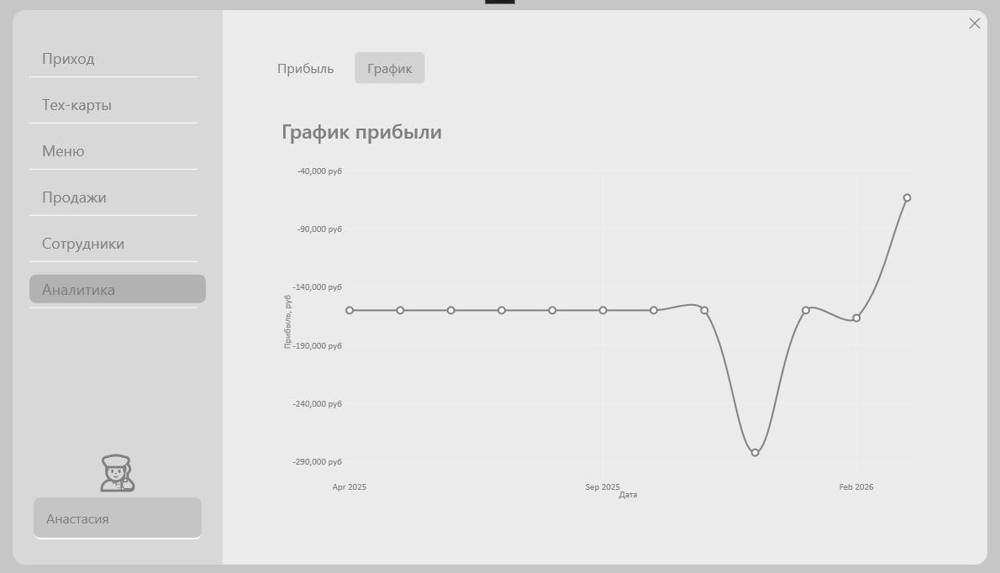 Приход
Тех-карты
Меню
Продажи
Сотрудники
Аналитика
Анастасия
Прибыль
График
График прибыли
Прибыль, руб
-40,000 руб
-90,000 руб
-140,000 руб
-190,000 руб
-240,000 руб
-290,000 руб
Apr 2025
Sep 2025
Feb 2026
Дата